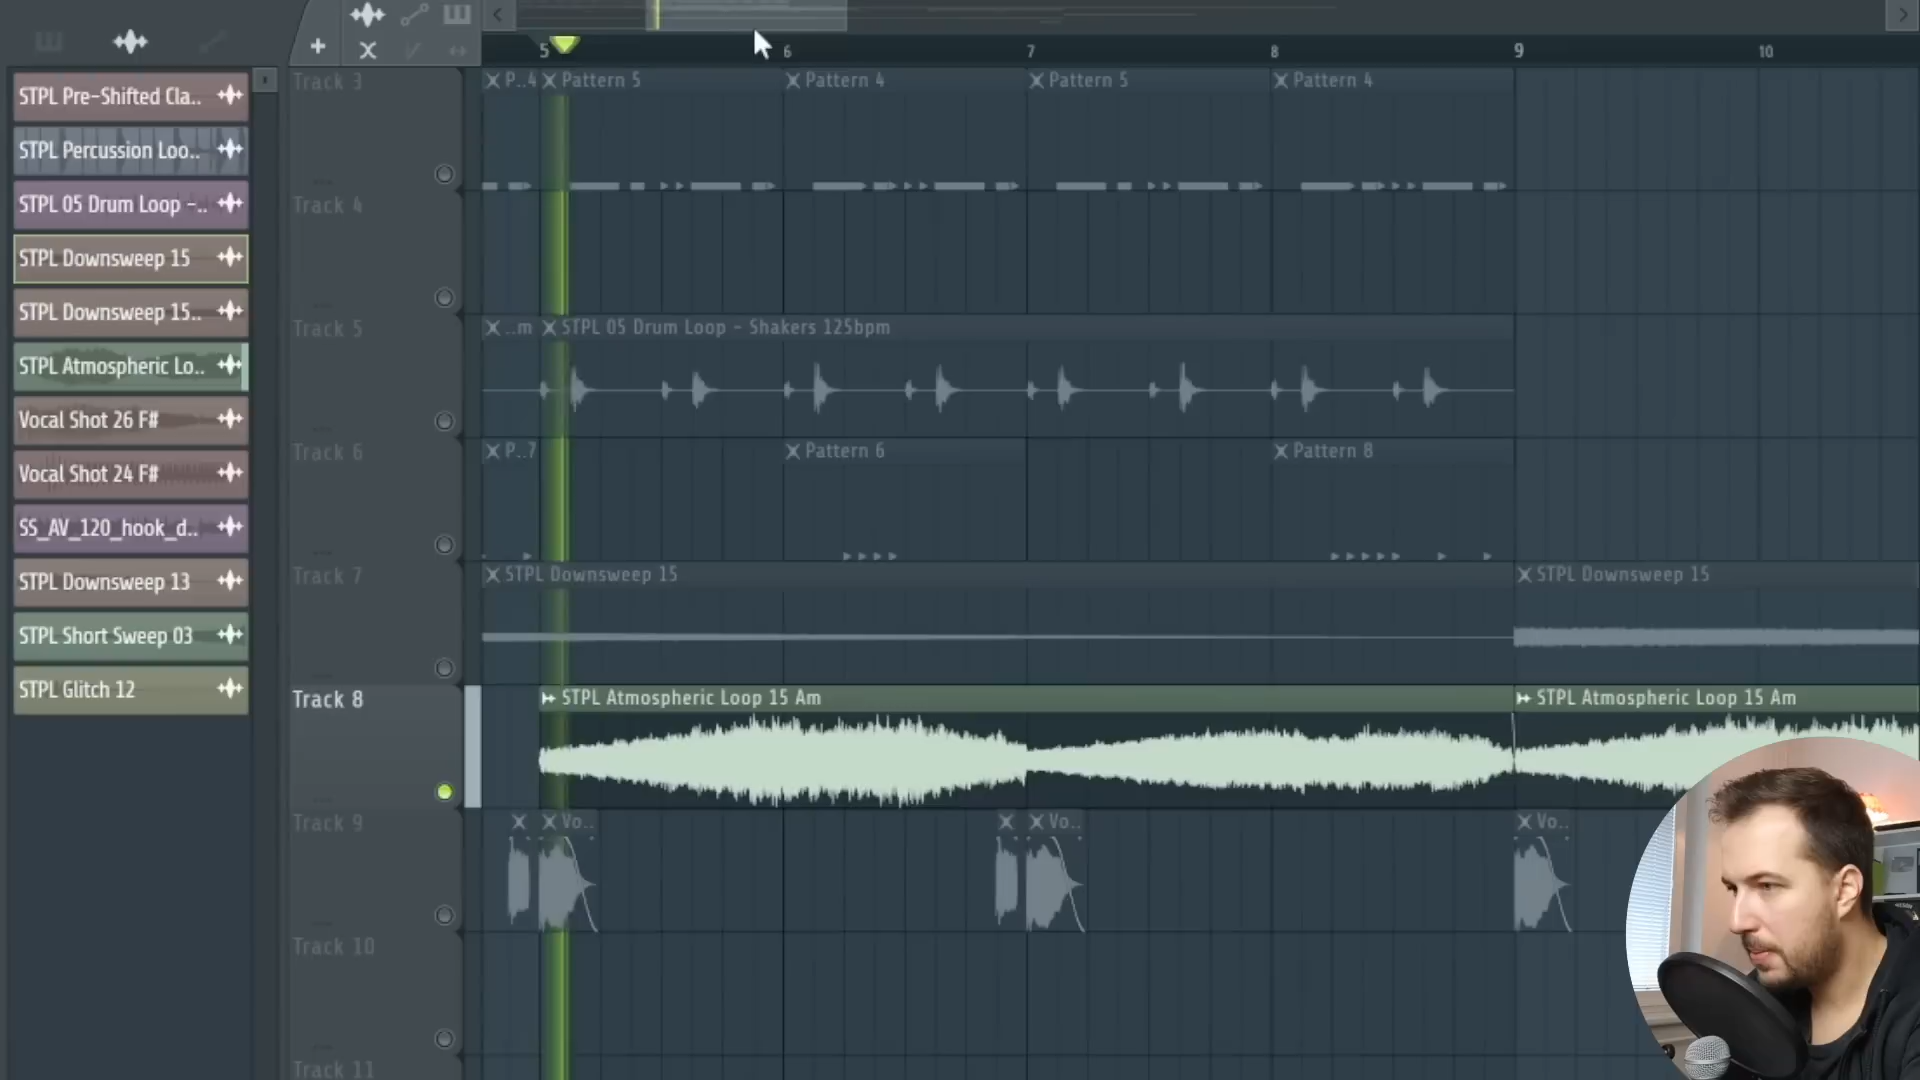 5
6
7
8
9
10
STPL Pre-Shifted Cla..
STPL Percussion Loo..
STPL 05 Drum Loop -..
STPL Downsweep 15
STPL Downsweep 15..
STPL Atmospheric Lo..
Vocal Shot 26 F#
Vocal Shot 24 F#
SS_AV_120_hook_d..
STPL Downsweep 13
STPL Short Sweep 03
STPL Glitch 12
Track 3
P..4
Pattern 5
Pattern 4
Pattern 5
Pattern 4
Track 4
Track 5
..m
STPL 05 Drum Loop - Shakers 125bpm
Track 6
P..7
Pattern 6
Pattern 8
Track 7
STPL Downsweep 15
STPL Downsweep 15
Track 8
STPL Atmospheric Loop 15 Am
STPL Atmospheric Loop 15 Am
Track 9
Vo..
Vo..
Vo..
Track 10
Track 11